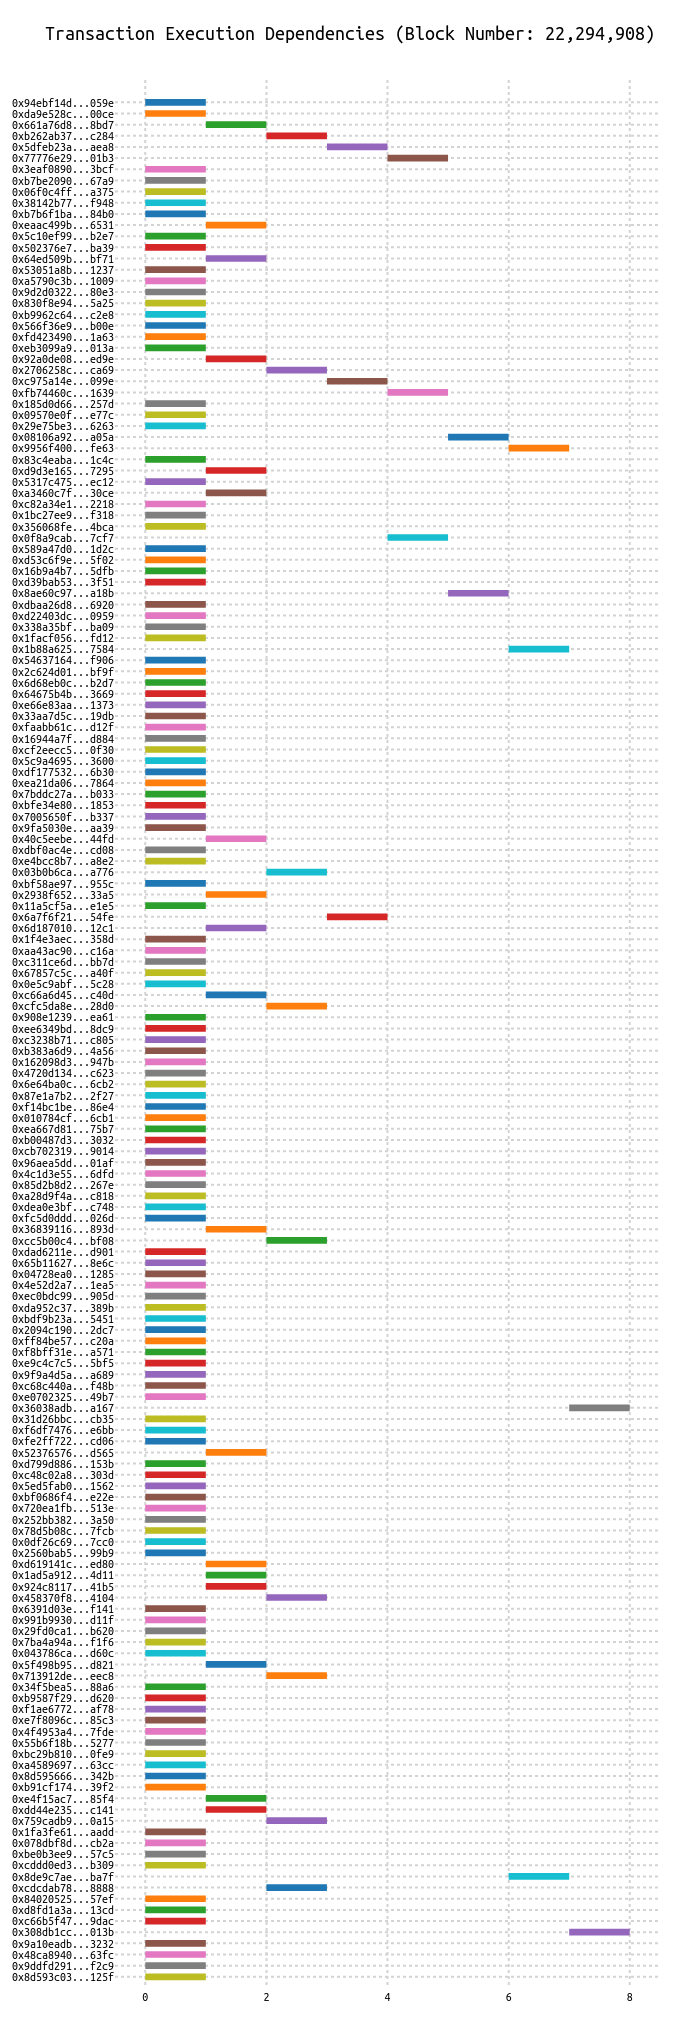 Transaction Execution Dependencies (Block Number: 22,294,908)
0x94ebf14d...059e
0xda9e528c...00ce
0x661a76d8...8bd7
0xb262ab37...c284
0x5dfeb23a...aea8
0x77776e29...01b3
0x3eaf0890...3bcf
0xb7be2090...67a9
0x06f0c4ff...a375
0x38142b77...f948
0xb7b6f1ba...84b0
0xeaac499b...6531
0x5c10ef99...b2e7
0x502376e7...ba39
0x64ed509b...bf71
0x53051a8b...1237
0xa5790c3b...1009
0x9d2d0322...80e3
0x830f8e94...5a25
0xb9962c64...c2e8
0x566f36e9...b00e
0xfd423490...1a63
0xeb3099a9...013a
0x92a0de08...ed9e
0x2706258c...ca69
0xc975a14e...099e
0xfb74460c...1639
0x185d0d66...257d
0x09570e0f...e77c
0x29e75be3...6263
0x08106a92...a05a
0x9956f400...fe63
0x83c4eaba...1c4c
0xd9d3e165...7295
0x5317c475...ec12
0xa3460c7f...30ce
0xc82a34e1...2218
0x1bc27ee9...f318
0x356068fe...4bca
0x0f8a9cab...7cf7
0x589a47d0...1d2c
0xd53c6f9e...5f02
0x16b9a4b7...5dfb
0xd39bab53...3f51
0x8ae60c97...a18b
0xdbaa26d8...6920
0xd22403dc...0959
0x338a35bf...ba09
0x1facf056...fd12
0x1b88a625...7584
0x54637164...f906
0x2c624d01...bf9f
0x6d68eb0c...b2d7
0x64675b4b...3669
0xe66e83aa...1373
0x33aa7d5c...19db
0xfaabb61c...d12f
0x16944a7f...d884
0xcf2eecc5...0f30
0x5c9a4695...3600
0xdf177532...6b30
0xea21da06...7864
0x7bddc27a...b033
0xbfe34e80...1853
0x7005650f...b337
0x9fa5030e...aa39
0x40c5eebe...44fd
0xdbf0ac4e...cd08
0xe4bcc8b7...a8e2
0x03b0b6ca...a776
0xbf58ae97...955c
0x2938f652...33a5
0x11a5cf5a...e1e5
0x6a7f6f21...54fe
0x6d187010...12c1
0x1f4e3aec...358d
0xaa43ac90...c16a
0xc311ce6d...bb7d
0x67857c5c...a40f
0x0e5c9abf...5c28
0xc66a6d45...c40d
0xcfc5da8e...28d0
0x908e1239...ea61
0xee6349bd...8dc9
0xc3238b71...c805
0xb383a6d9...4a56
0x162098d3...947b
0x4720d134...c623
0x6e64ba0c...6cb2
0x87e1a7b2...2f27
0xf14bc1be...86e4
0x010784cf...6cb1
0xea667d81...75b7
0xb00487d3...3032
0xcb702319...9014
0x96aea5dd...01af
0x4c1d3e55...6dfd
0x85d2b8d2...267e
0xa28d9f4a...c818
0xdea0e3bf...c748
0xfc5d0ddd...026d
0x36839116...893d
0xcc5b00c4...bf08
0xdad6211e...d901
0x65b11627...8e6c
0x04728ea0...1285
0x4e52d2a7...1ea5
0xec0bdc99...905d
0xda952c37...389b
0xbdf9b23a...5451
0x2094c190...2dc7
0xff84be57...c20a
0xf8bff31e...a571
0xe9c4c7c5...5bf5
0x9f9a4d5a...a689
0xc68c440a...f48b
0xe0702325...49b7
0x36038adb...a167
0x31d26bbc...cb35
0xf6df7476...e6bb
0xfe2ff722...cd06
0x52376576...d565
0xd799d886...153b
0xc48c02a8...303d
0x5ed5fab0...1562
0xbf0686f4...e22e
0x720ea1fb...513e
0x252bb382...3a50
0x78d5b08c...7fcb
0x0df26c69...7cc0
0x2560bab5...99b9
0xd619141c...ed80
0x1ad5a912...4d11
0x924c8117...41b5
0x458370f8...4104
0x6391d03e...f141
0x991b9930...d11f
0x29fd0ca1...b620
0x7ba4a94a...f1f6
0x043786ca...d60c
0x5f498b95...d821
0x713912de...eec8
0x34f5bea5...88a6
0xb9587f29...d620
0xf1ae6772...af78
0xe7f8096c...85c3
0x4f4953a4...7fde
0x55b6f18b...5277
0xbc29b810...0fe9
0xa4589697...63cc
0x8d595666...342b
0xb91cf174...39f2
0xe4f15ac7...85f4
0xdd44e235...c141
0x759cadb9...0a15
0x1fa3fe61...aadd
0x078dbf8d...cb2a
0xbe0b3ee9...57c5
0xcddd0ed3...b309
0x8de9c7ae...ba7f
0xcdcdab78...8888
0x84020525...57ef
0xd8fd1a3a...13cd
0xc66b5f47...9dac
0x308db1cc...013b
0x9a10eadb...3232
0x48ca8940...63fc
0x9ddfd291...f2c9
0x8d593c03...125f
0 2 4 6 8